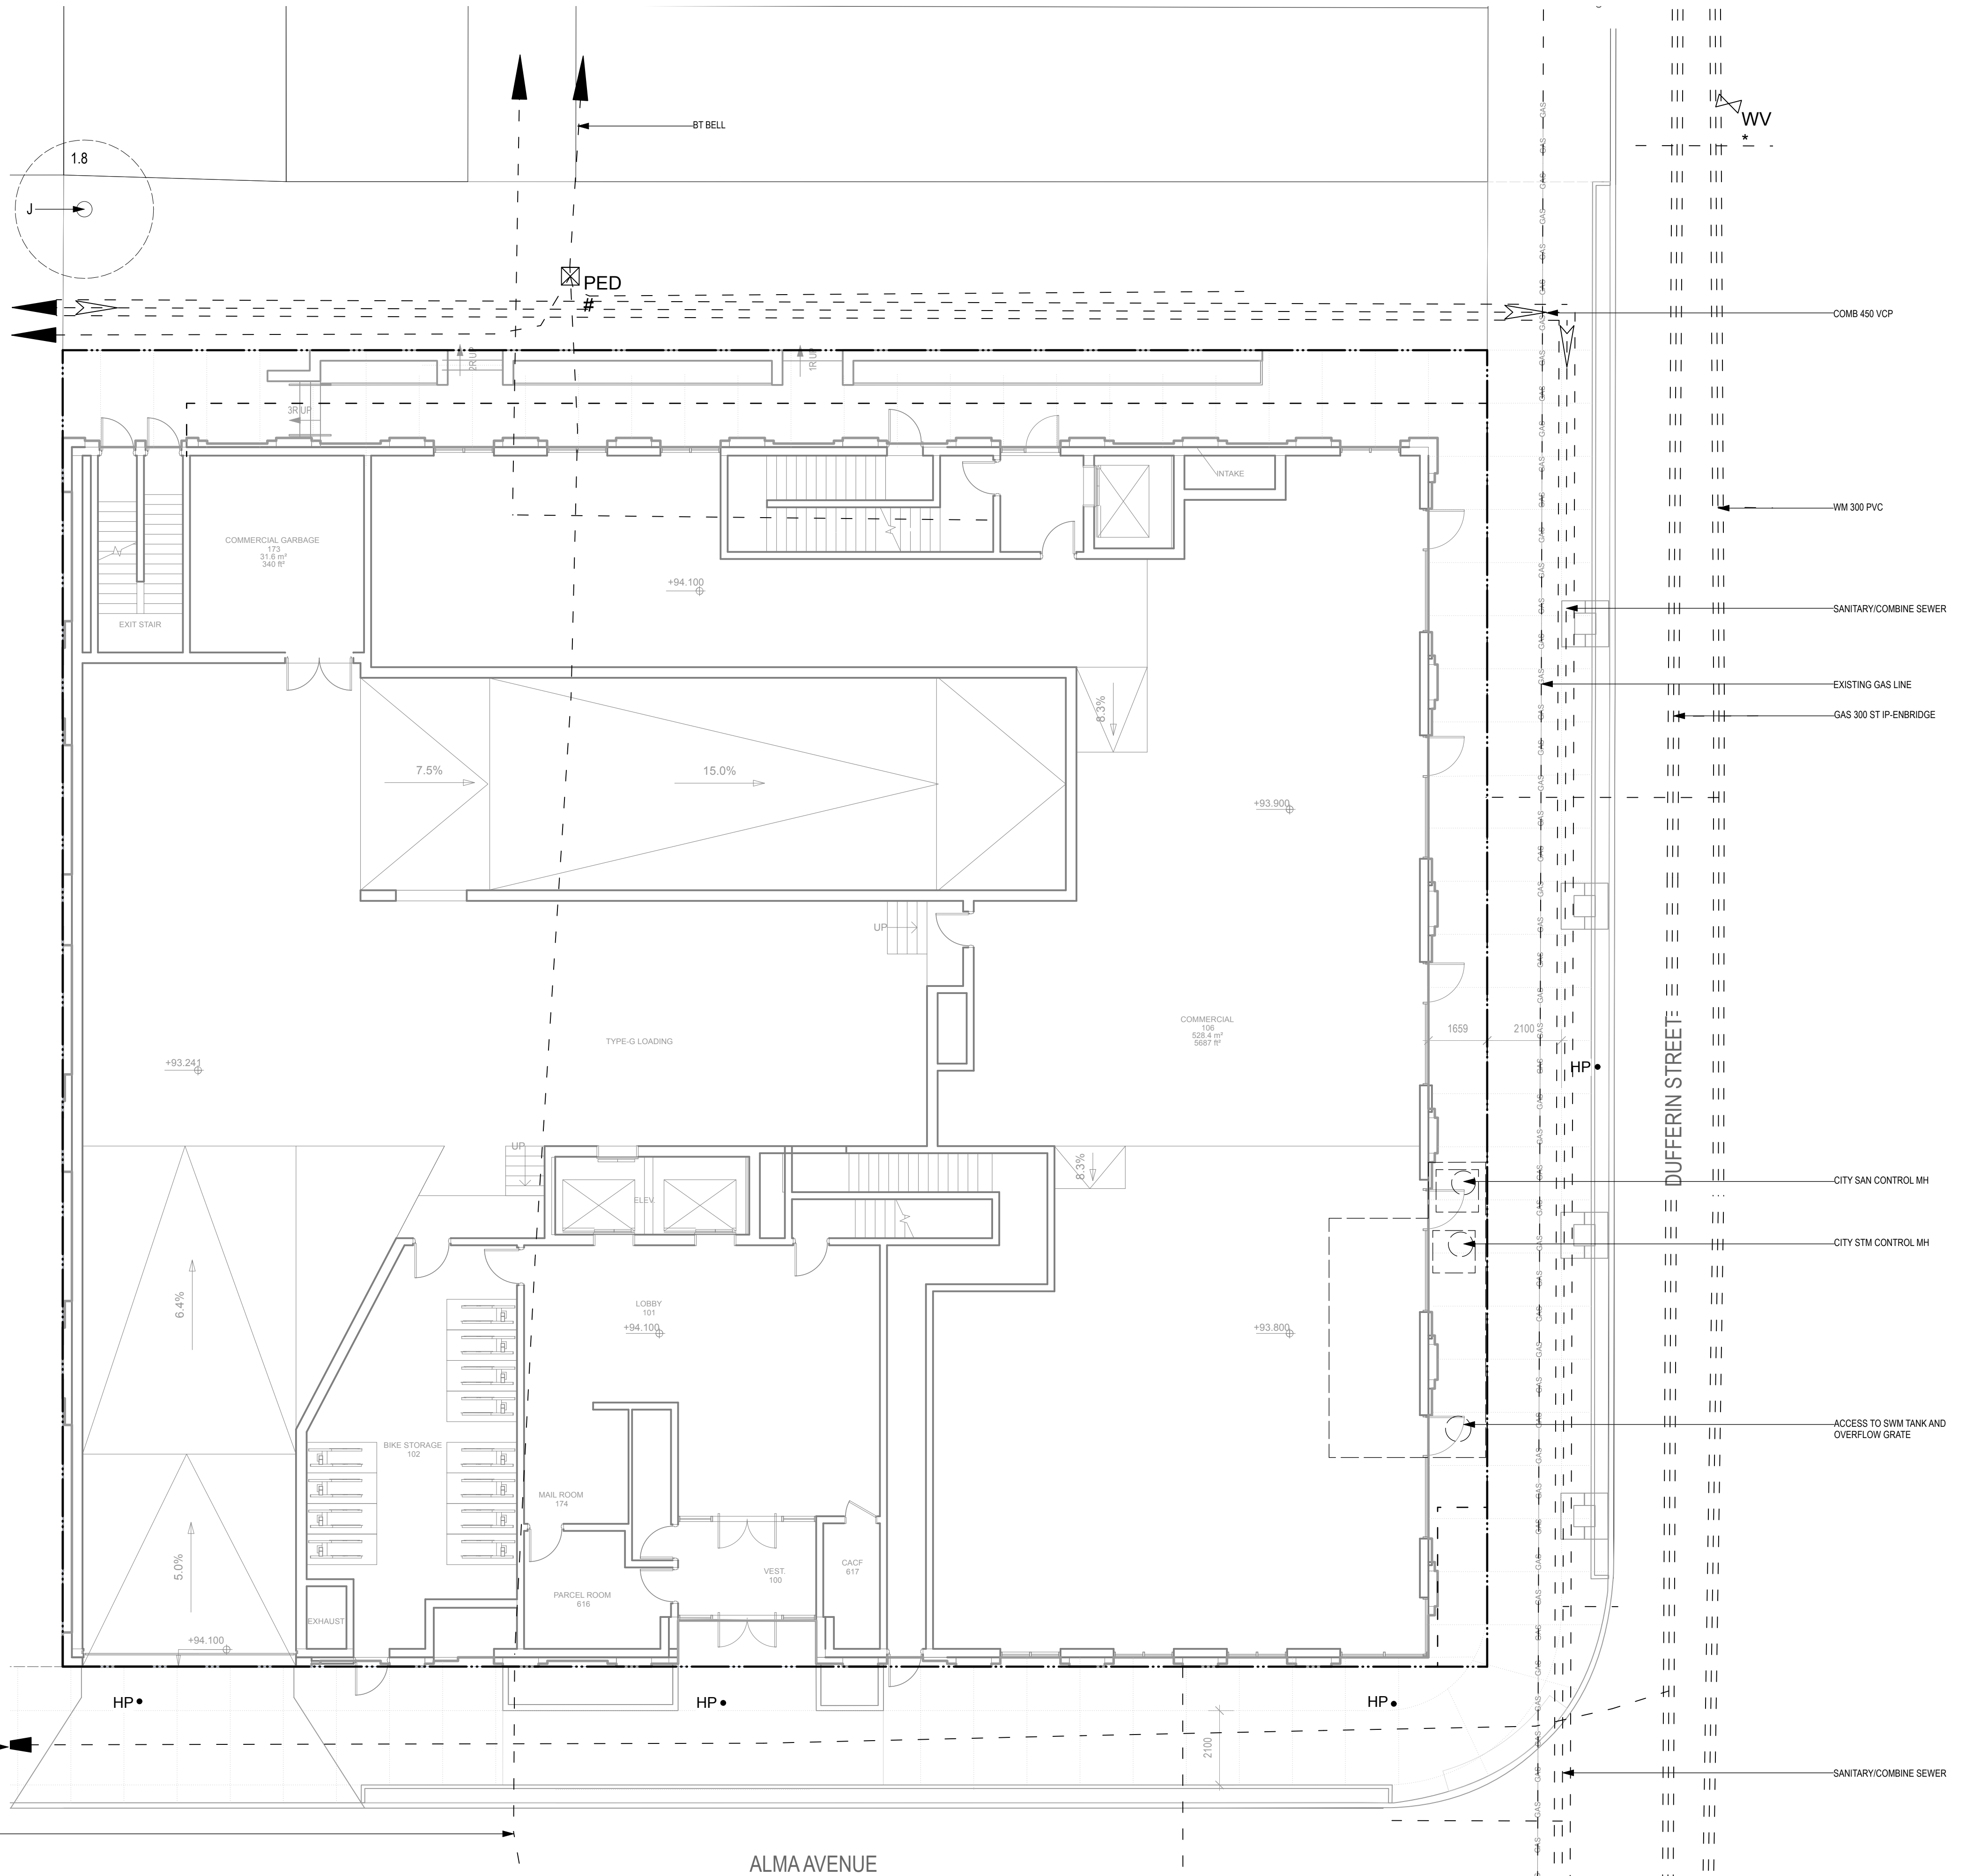 BT BELL
WV
*
1.8
J
PED
#
COMB 450 VCP
2R UP
1R UP
3R UP
INTAKE
WM 300 PVC
COMMERCIAL GARBAGE
173
31.6 m²
340 ft²
+94.100
EXIT STAIR
SANITARY/COMBINE SEWER
EXISTING GAS LINE
GAS 300 ST IP-ENBRIDGE
8.3%
7.5%
15.0%
+93.900
UP
COMMERCIAL
106
528.4 m²
5687 ft²
1659
2100
TYPE-G LOADING
+93.241
HP
DUFFERIN STREET
UP
ELEV.
8.3%
CITY SAN CONTROL MH
CITY STM CONTROL MH
6.4%
LOBBY
101
+94.100
+93.800
ACCESS TO SWM TANK AND
OVERFLOW GRATE
BIKE STORAGE
102
MAIL ROOM
174
5.0%
VEST.
100
CACF
617
PARCEL ROOM
616
EXHAUST
+94.100
HP
HP
HP
2100
SANITARY/COMBINE SEWER
ALMA AVENUE
GAS